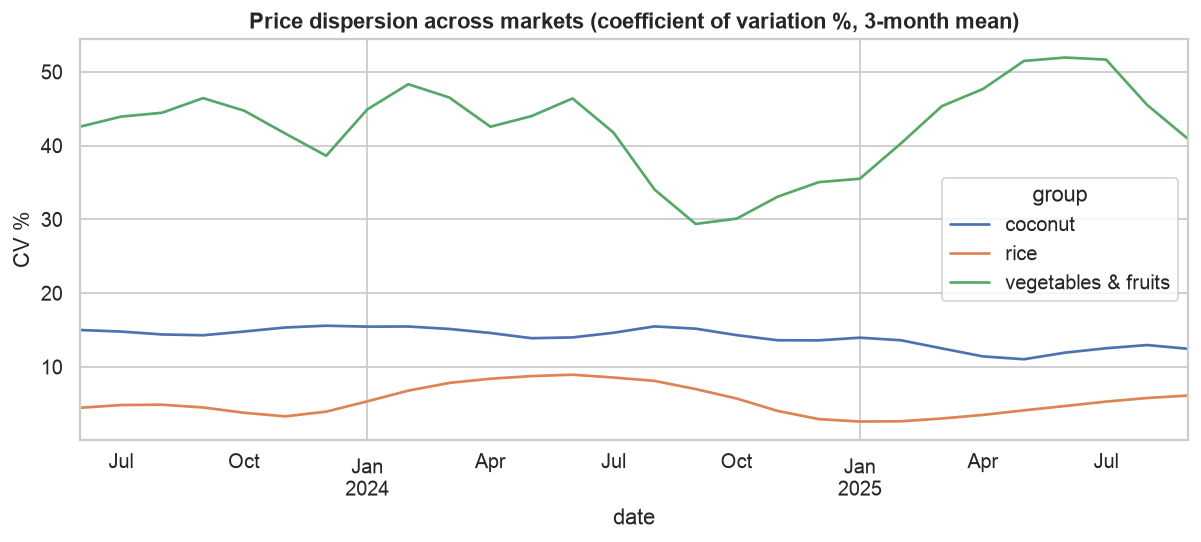 Price dispersion across markets (coefficient of variation %, 3-month mean)
50
40
30
20
10
CV %
group
coconut
rice
vegetables & fruits
Jul
Oct
Jan
2024
Apr
Jul
Oct
Jan
2025
Apr
Jul
date